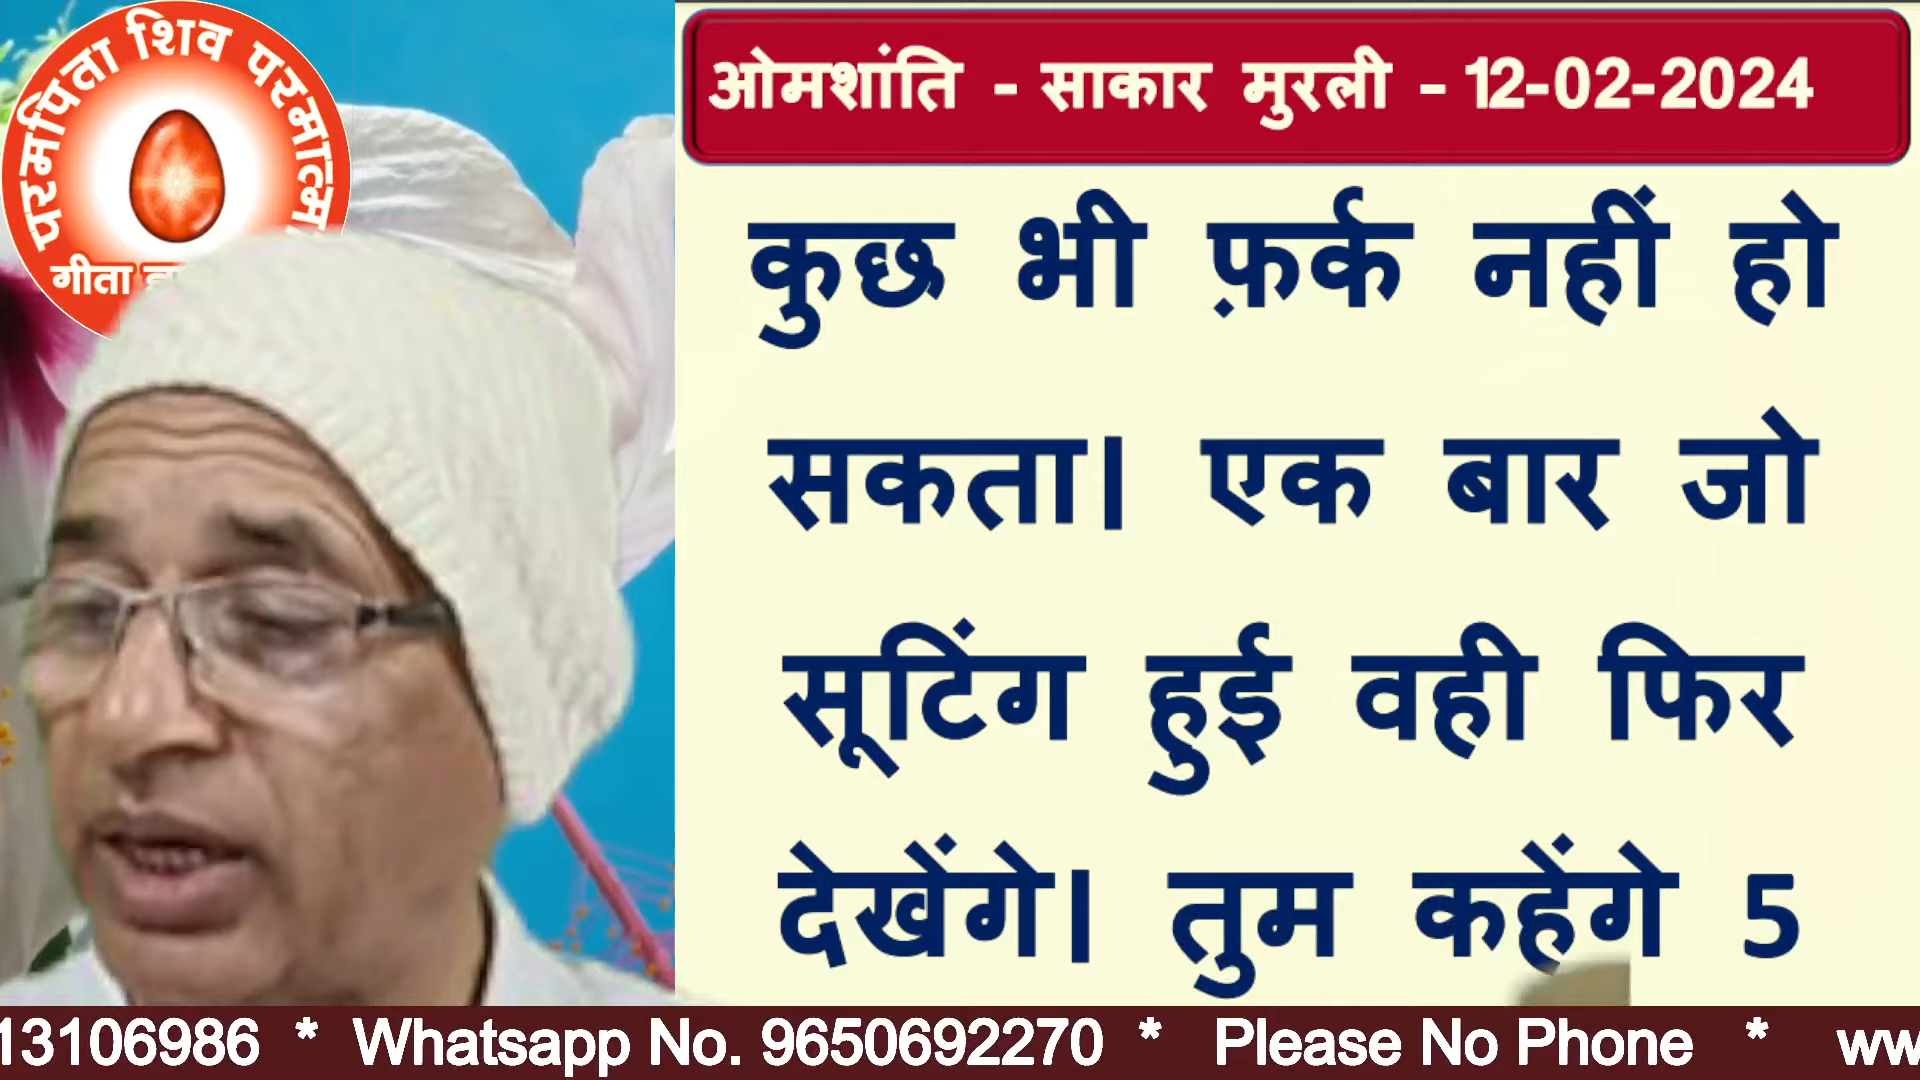 परमपिता शिव परमात्म
गीता
ओमशांति - साकार मुरली - 12-02-2024
कुछ भी फ़र्क नहीं हो
सकता। एक बार जो
सूटिंग हुई वही फिर
देखेंगे। तुम कहेंगे 5
13106986 * Whatsapp No. 9650692270 * Please No Phone * ww